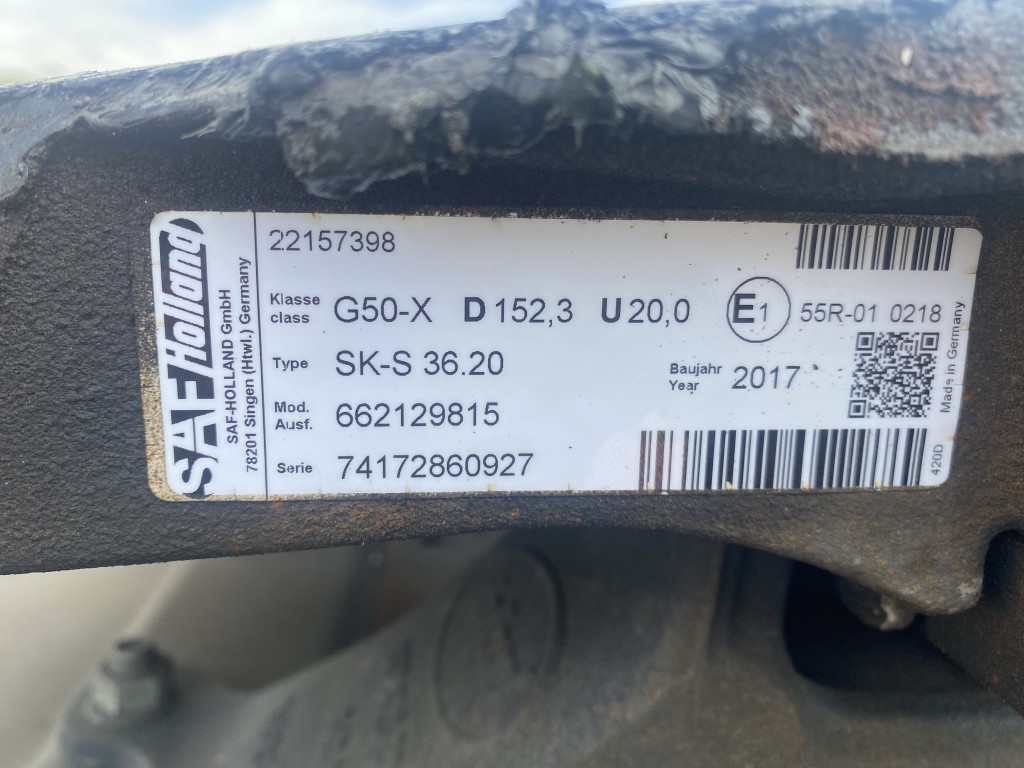 SAF Holland
SAF-HOLLAND GmbH
78201 Singen (Htwl.) Germany
22157398
Klasse
class
G50-X D 152,3 U 20,0 E1 55R-01 0218
Type SK-S 36.20
Baujahr
Year
2017
Mod.
Ausf.
662129815
Serie 74172860927
Made in Germany
420D